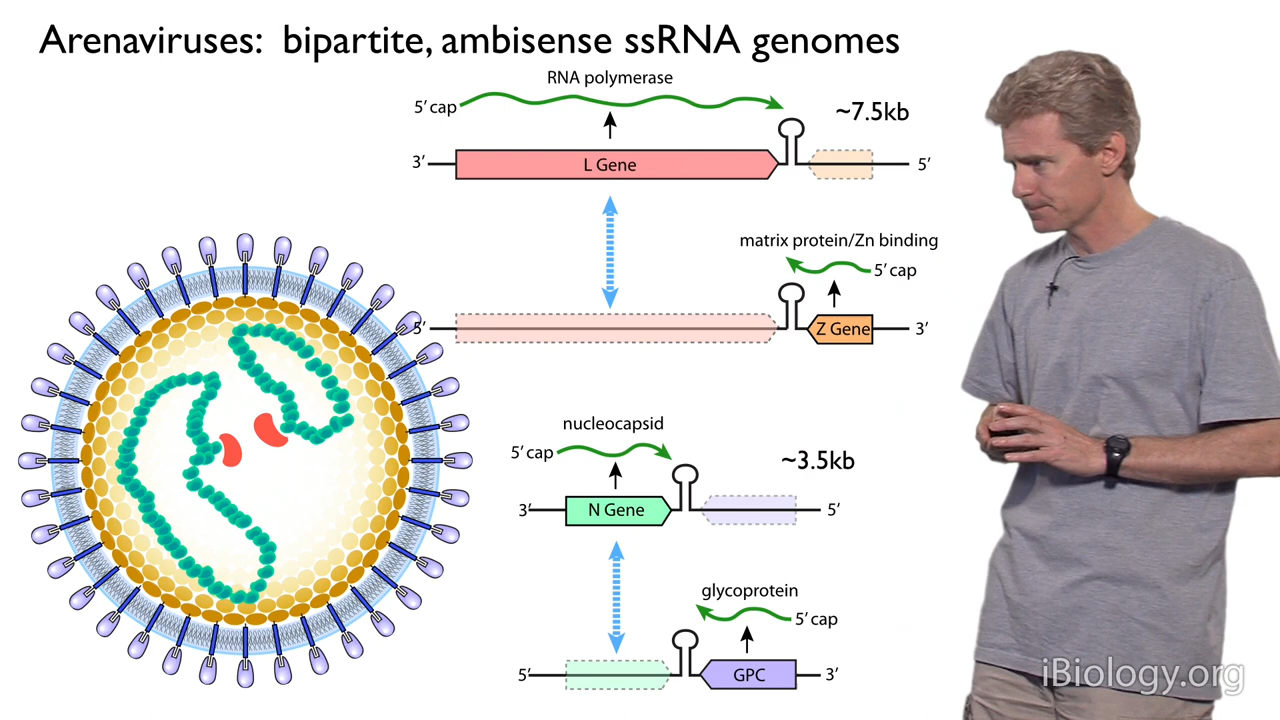 Arenaviruses: bipartite, ambisense ssRNA genomes
RNA polymerase
5’ cap
~7.5kb
3’
L Gene
5’
matrix protein/Zn binding
5’ cap
5’
Z Gene
3’
nucleocapsid
5’ cap
~3.5kb
3’
N Gene
5’
glycoprotein
5’ cap
5’
GPC
3’
iBiology.org